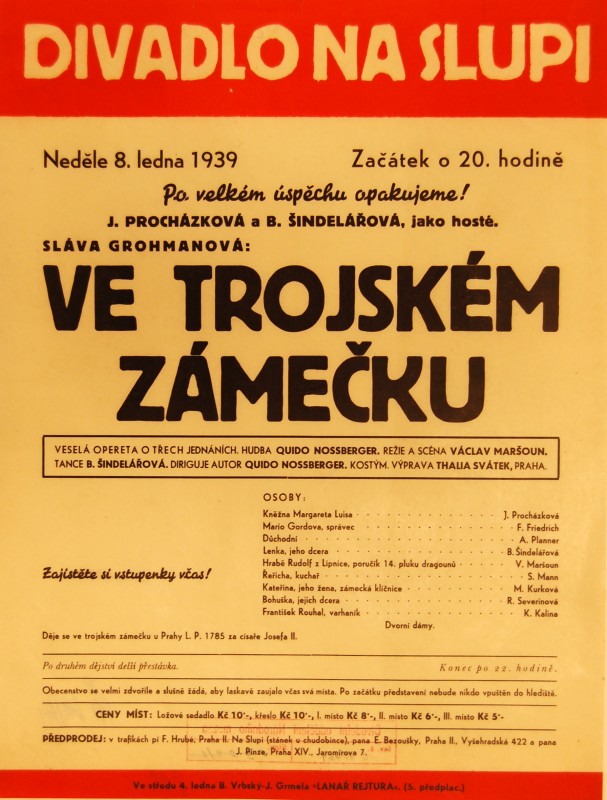 DIVADLO NA SLUPI
Neděle 8. ledna 1939 Začátek o 20. hodině
Po velkém úspěchu opakujeme!
J. PROCHÁZKOVÁ a B. ŠINDELÁŘOVÁ, jako hosté.
SLÁVA GROHMANOVÁ:
VE TROJSKÉM
ZÁMEČKU
VESELÁ OPERETA O TŘECH JEDNÁNÍCH. HUDBA QUIDO NOSSBERGER. REŽIE A SCÉNA VÁCLAV MARŠOUN.
TANCE B. ŠINDELÁŘOVÁ. DIRIGUJE AUTOR QUIDO NOSSBERGER. KOSTÝM. VÝPRAVA THALIA SVÁTEK, PRAHA.
OSOBY:
Kněžna Margareta Luisa J. Procházková
Mario Gordova, správec F. Friedrich
Důchodní A. Planner
Lenka, jeho dcera B. Šindelářová
Hrabě Rudolf z Lipnice, poručík 14. pluku dragounů V. Maršoun
Řeřicha, kuchař S. Mann
Kateřina, jeho žena, zámecká klíčnice M. Kurková
Bohuška, jejich dcera R. Severinová
František Rouhal, varhaník K. Kalina
Dvorní dámy.
Zajistěte si vstupenky včas!
Děje se ve trojském zámečku u Prahy L. P. 1785 za císaře Josefa II.
Po druhém dějství delší přestávka. Konec po 22. hodině.
Obecenstvo se velmi zdvořile a slušně žádá, aby laskavě zaujalo včas svá místa. Po začátku představení nebude nikdo vpuštěn do hlediště.
CENY MÍST: Ložové sedadlo Kč 10·-, křeslo Kč 10·-, I. místo Kč 8·-, II. místo Kč 6·-, III. místo Kč 5·-
PŘEDPRODEJ: v trafikách pí F. Hrubé, Praha II. Na Slupi (stánek u chudobince), pana E. Bezoušky, Praha II., Vyšehradská 422 a pana
J. Pinze, Praha XIV., Jaromírova 7.
Ve středu 4. ledna B. Vrbský-J. Grmela »LANAŘ REJTURA«. (5. předplac.)